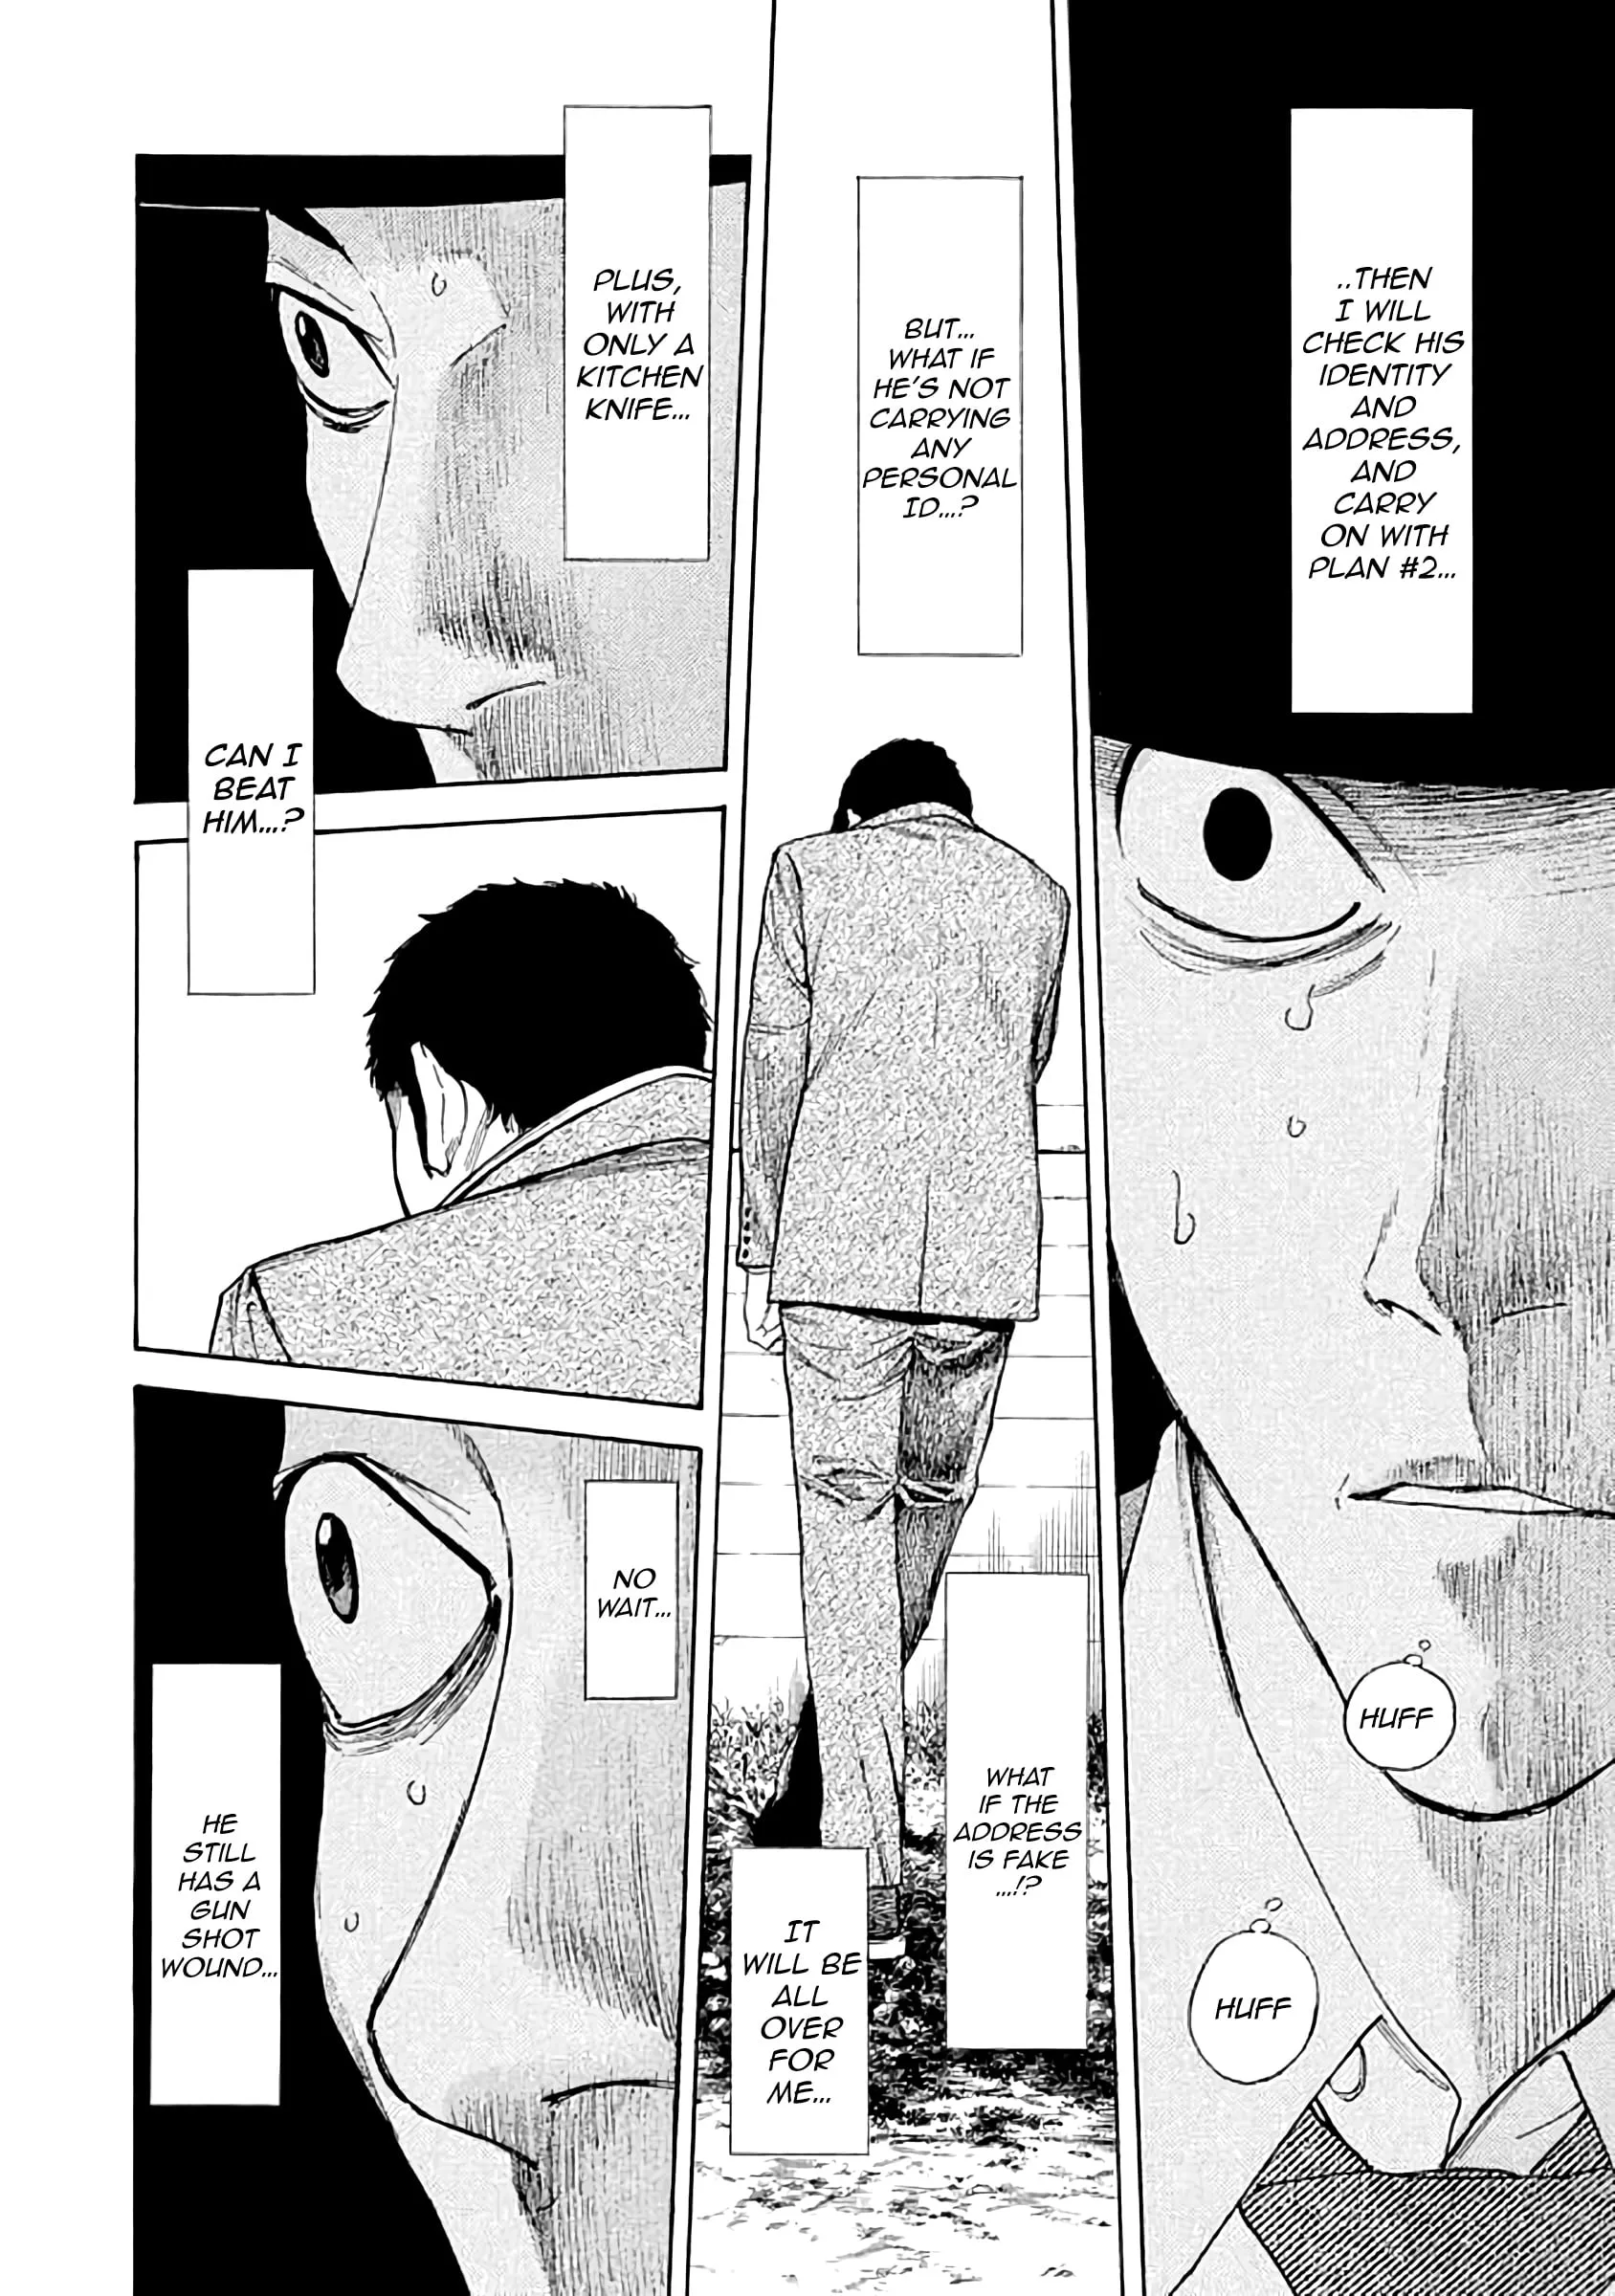 ..THEN
I WILL
CHECK HIS
IDENTITY
AND
ADDRESS,
AND
CARRY
ON WITH
PLAN #2...
HUFF
HUFF
BUT...
WHAT IF
HE'S NOT
CARRYING
ANY
PERSONAL
ID...?
WHAT
IF THE
ADDRESS
IS FAKE
...!?
IT
WILL BE
ALL
OVER
FOR
ME...
PLUS,
WITH
ONLY A
KITCHEN
KNIFE...
CAN I
BEAT
HIM...?
NO
WAIT...
HE
STILL
HAS A
GUN
SHOT
WOUND...